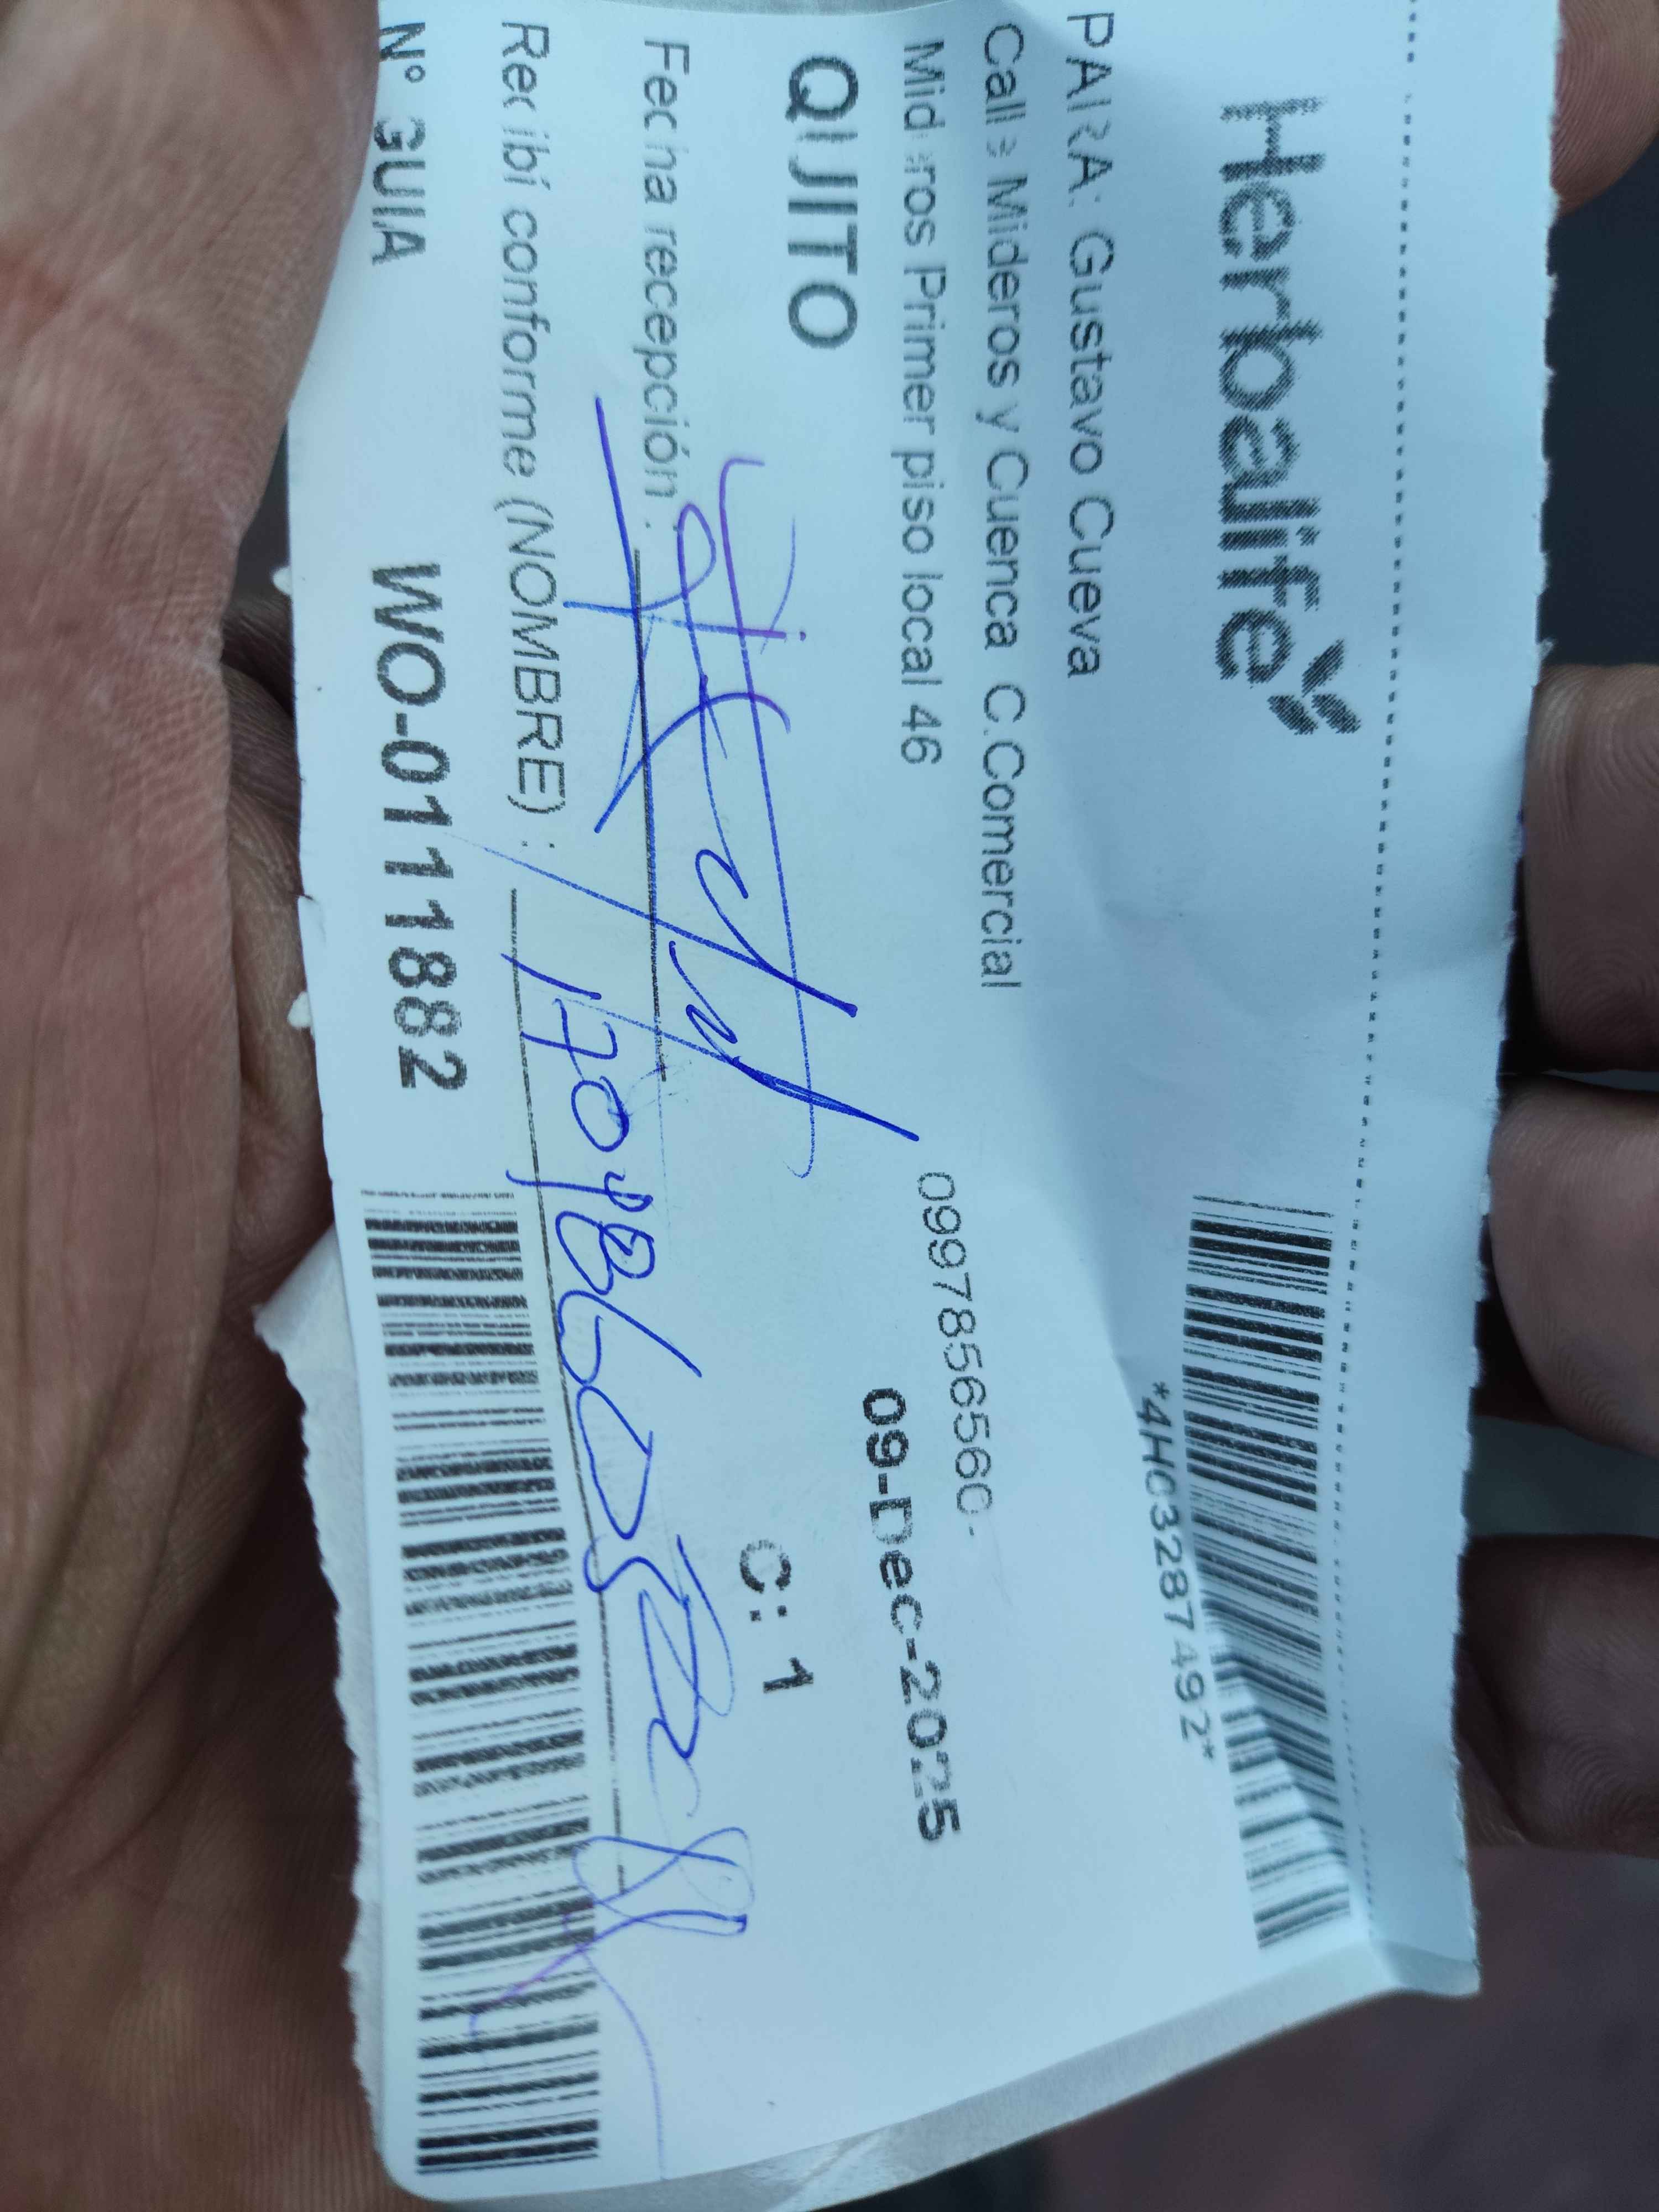 Herbalife
*4H03287492*
PARA: Gustavo Cueva
Calle Mideros y Cuenca C.Comercial
Mideros Primer piso local 46
0997856560-
QUITO
09-Dec-2025
C: 1
Fecha recepción :
Recibí conforme (NOMBRE) :
N° GUIA WO-0111882